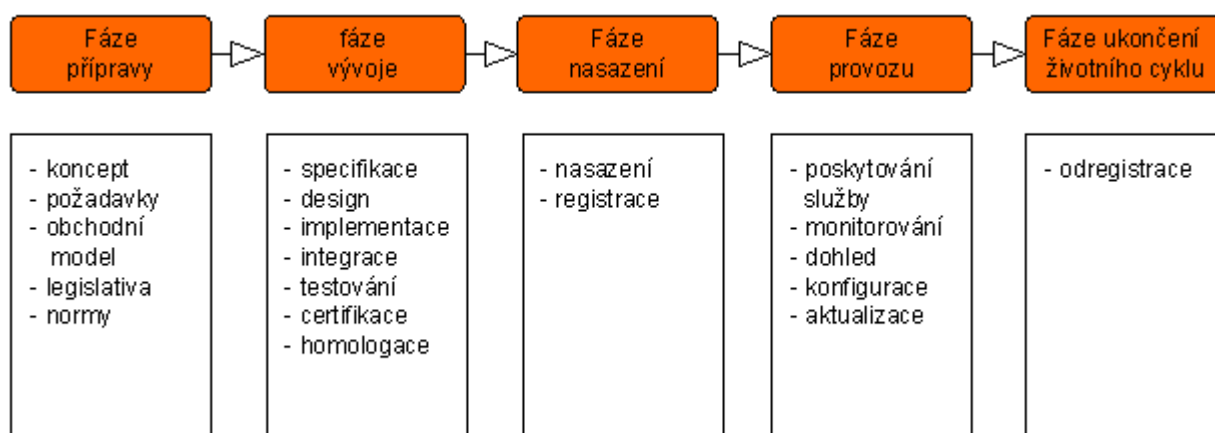 Fáze
přípravy
fáze
vývoje
Fáze
nasazení
Fáze
provozu
Fáze ukončení
životního cyklu
- koncept
- požadavky
- obchodní
model
- legislativa
- normy
- specifikace
- design
- implementace
- integrace
- testování
- certifikace
- homologace
- nasazení
- registrace
- poskytování
služby
- monitorování
- dohled
- konfigurace
- aktualizace
- odregistrace